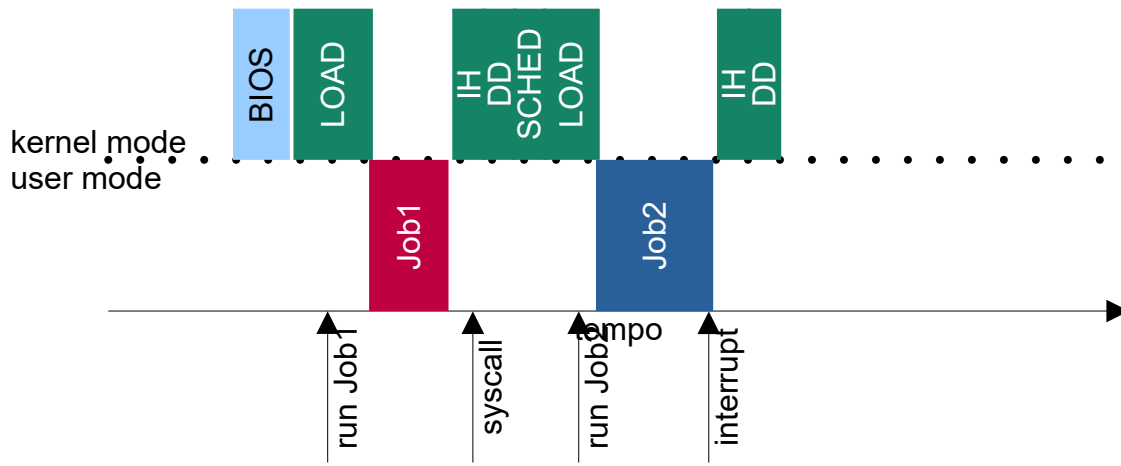 BIOS
LOAD
IH
DD
SCHED
LOAD
IH
DD
kernel mode
user mode
Job1
Job2
tempo
run Job1
syscall
run Job2
interrupt